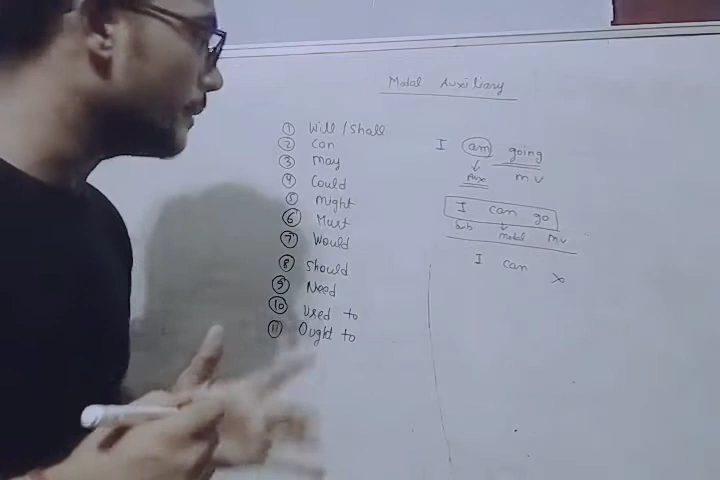 Modal Auxiliary
① Will / Shall
② Can
③ May
④ Could
⑤ Might
⑥ Must
⑦ Would
⑧ Should
⑨ Need
⑩ Used to
⑪ Ought to
I am going
Aux MV
I can go
Sub Modal MV
I can ×